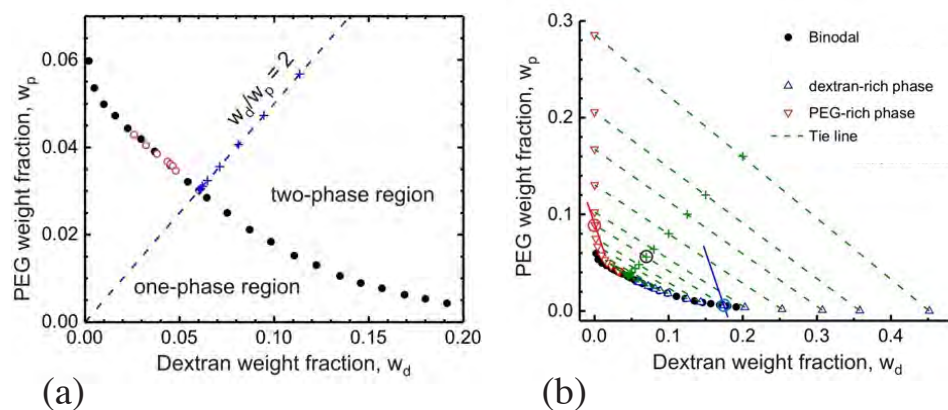 0.06
0.04
0.02
0.00
0.00
0.05
0.10
0.15
0.20
PEG weight fraction, wp
Dextran weight fraction, wd
wd/wp = 2
two-phase region
one-phase region
(a)
(b)
0.3
0.2
0.1
0.0
0.0
0.1
0.2
0.3
0.4
0.5
PEG weight fraction, wp
Dextran weight fraction, wd
Binodal
dextran-rich phase
PEG-rich phase
Tie line